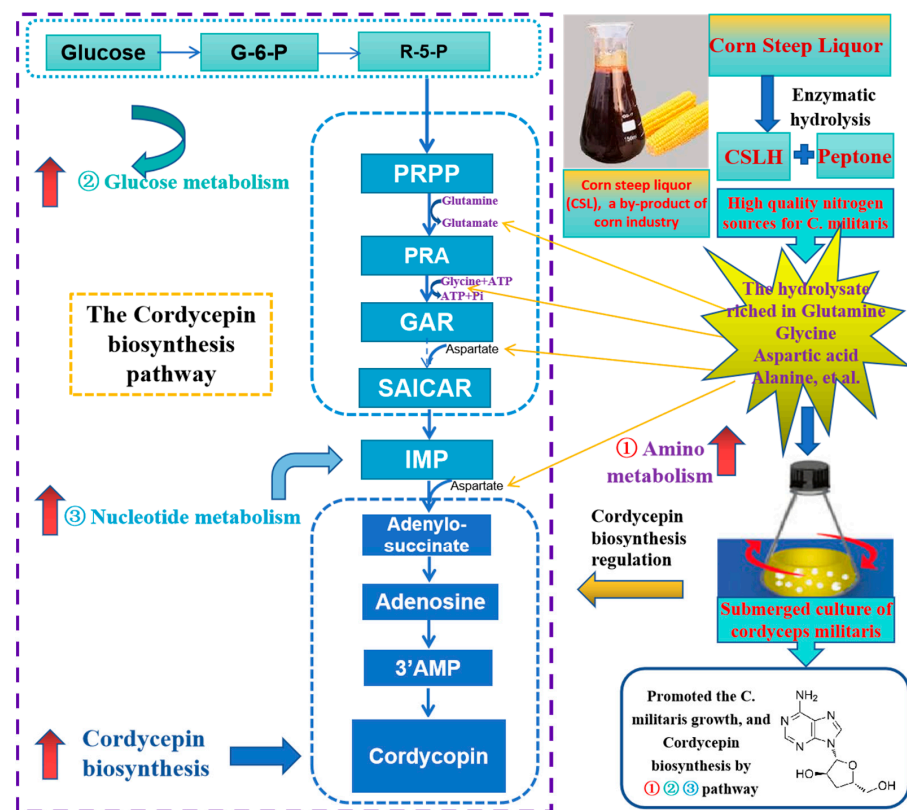 Glucose
G-6-P
R-5-P
② Glucose metabolism
PRPP
Glutamine
Glutamate
PRA
Glycine+ATP
ATP+Pi
GAR
Aspartate
SAICAR
The Cordycepin
biosynthesis
pathway
IMP
Aspartate
③ Nucleotide metabolism
Adenylo-
succinate
Adenosine
3’AMP
Cordycopin
Cordycepin
biosynthesis
Corn Steep Liquor
Enzymatic
hydrolysis
CSLH
Peptone
Corn steep liquor
(CSL), a by-product of
corn industry
High quality nitrogen
sources for C. militaris
The hydrolysate
riched in Glutamine
Glycine
Aspartic acid
Alanine, et al.
① Amino
metabolism
Cordycepin
biosynthesis
regulation
Submerged culture of
cordyceps militaris
Promoted the C.
militaris growth, and
Cordycepin
biosynthesis by
① ② ③ pathway
NH₂
N
N
N
N
O
HO
OH